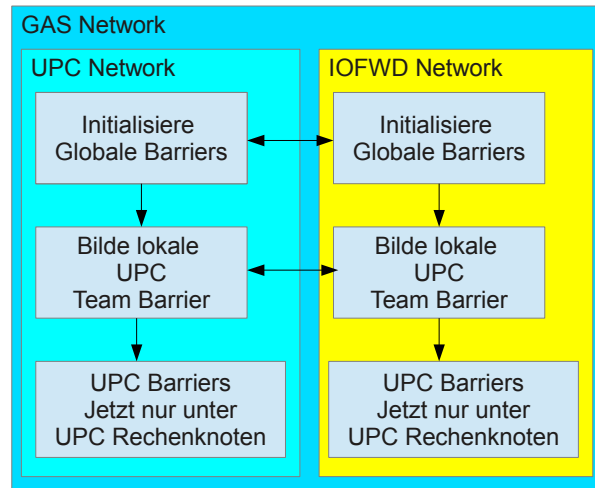 GAS Network
UPC Network
Initialisiere
Globale Barriers
Bilde lokale
UPC
Team Barrier
UPC Barriers
Jetzt nur unter
UPC Rechenknoten
IOFWD Network
Initialisiere
Globale Barriers
Bilde lokale
UPC
Team Barrier
UPC Barriers
Jetzt nur unter
UPC Rechenknoten